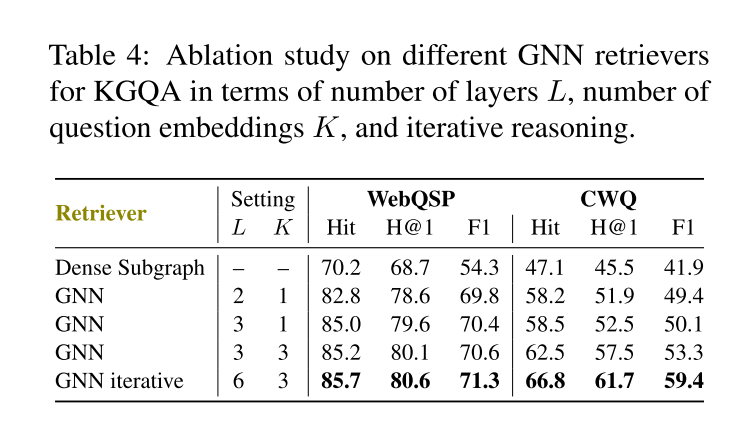 Table 4: Ablation study on different GNN retrievers
for KGQA in terms of number of layers L, number of
question embeddings K, and iterative reasoning.
Retriever Setting WebQSP CWQ
L K Hit H@1 F1 Hit H@1 F1
Dense Subgraph – – 70.2 68.7 54.3 47.1 45.5 41.9
GNN 2 1 82.8 78.6 69.8 58.2 51.9 49.4
GNN 3 1 85.0 79.6 70.4 58.5 52.5 50.1
GNN 3 3 85.2 80.1 70.6 62.5 57.5 53.3
GNN iterative 6 3 85.7 80.6 71.3 66.8 61.7 59.4